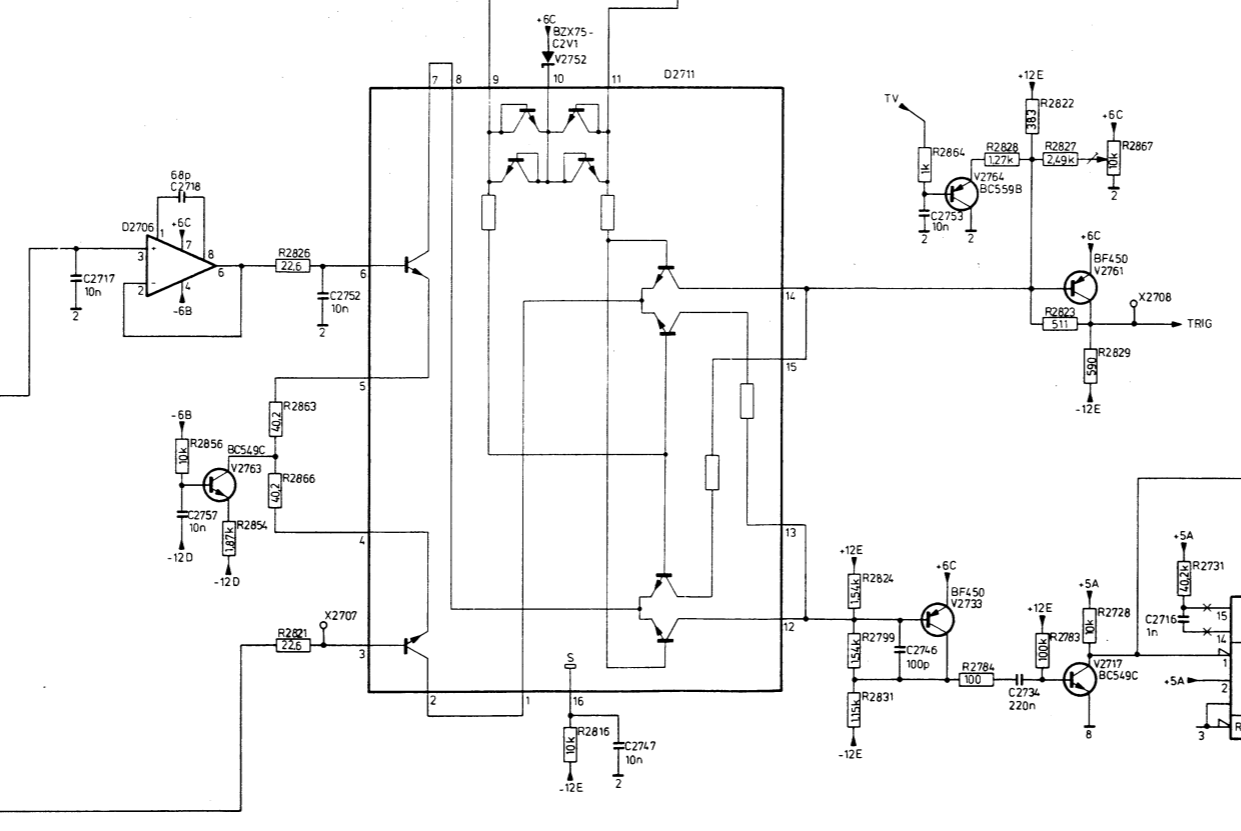 +6C
BZX75-
C2V1
V2752
7
8
9
10
11
D2711
+12E
R2822
383
TV
+6C
R2864
1k
R2828
1,27k
R2827
2,49k
R2867
10k
2
V2764
BC559B
C2753
10n
2
2
68p
C2718
D2706
1
+6C
7
8
3
+
-
2
6
4
-6B
C2717
10n
2
R2826
22,6
6
C2752
10n
2
14
+6C
BF450
V2761
X2708
R2823
511
TRIG
R2829
590
-12E
15
5
R2863
40,2
-6B
R2856
10k
BC549C
V2763
R2866
40,2
C2757
10n
R2854
1,87k
-12D
-12D
4
13
+12E
R2824
1,54k
+6C
BF450
V2733
12
R2799
1,54k
C2746
100p
R2831
1,15k
-12E
R2784
100
C2734
220n
+12E
R2783
100k
+5A
R2728
10k
V2717
BC549C
8
+5A
R2731
40,2k
C2716
1n
15
14
1
+5A
2
3
R
X2707
R2821
22,6
3
2
1
S
16
R2816
10k
-12E
C2747
10n
2